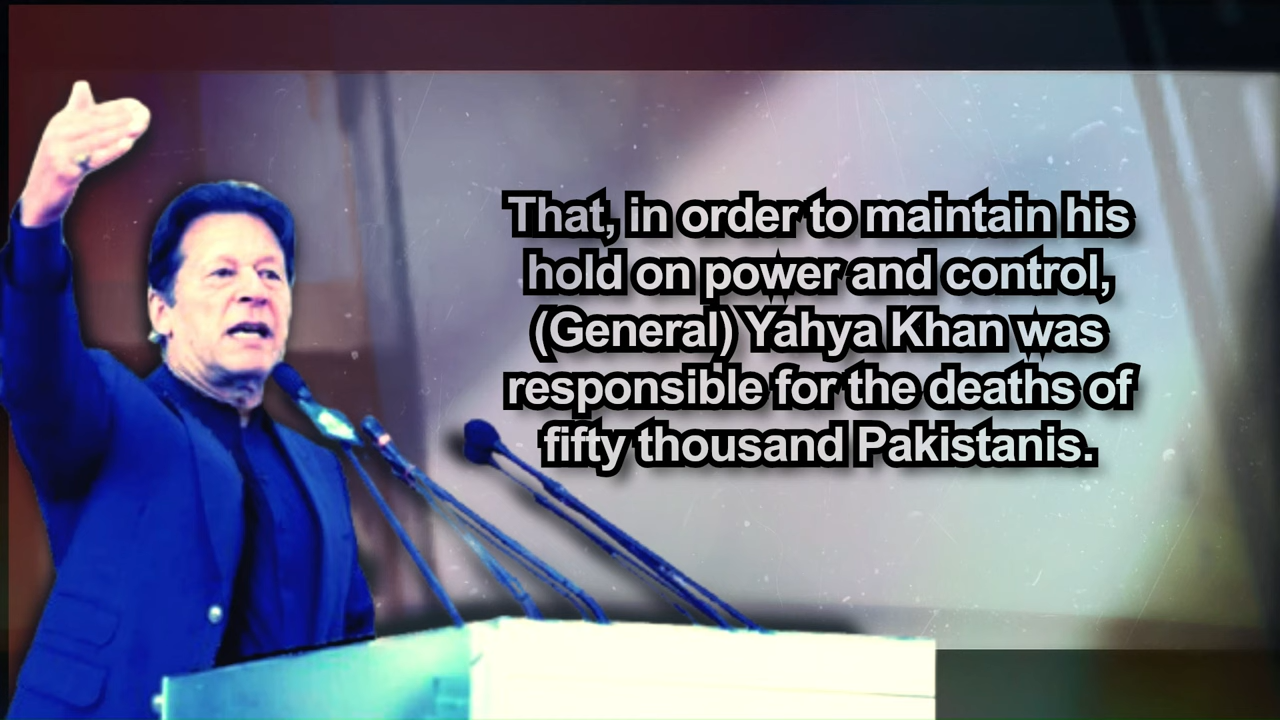 That, in order to maintain his
hold on power and control,
(General) Yahya Khan was
responsible for the deaths of
fifty thousand Pakistanis.